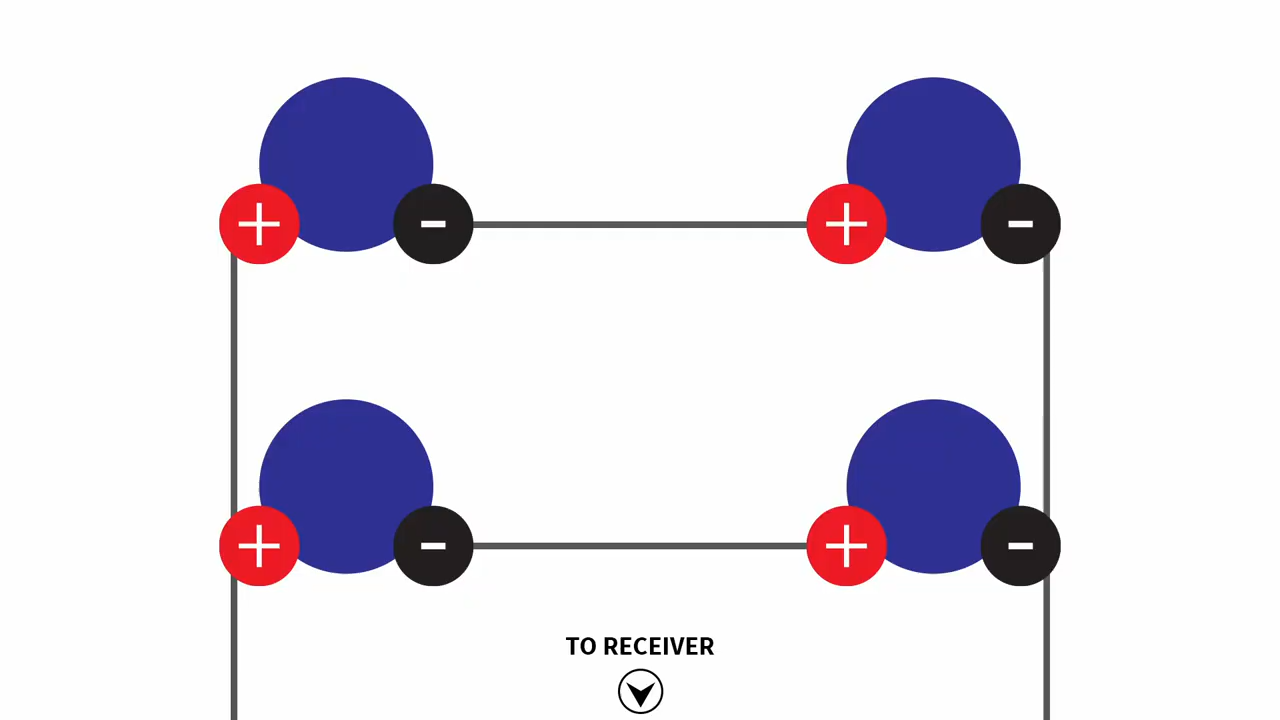 + - + -
+ - + -
TO RECEIVER